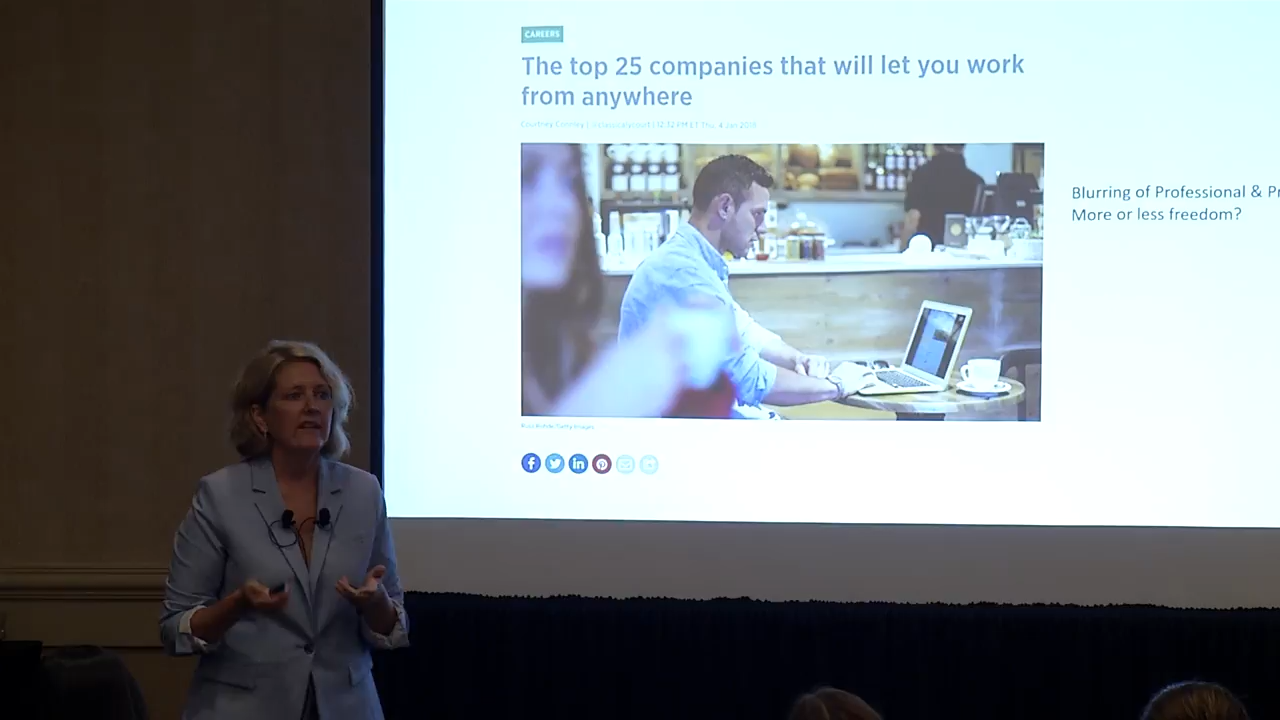 CAREERS
The top 25 companies that will let you work
from anywhere
Blurring of Professional &
More or less freedom?
f
in